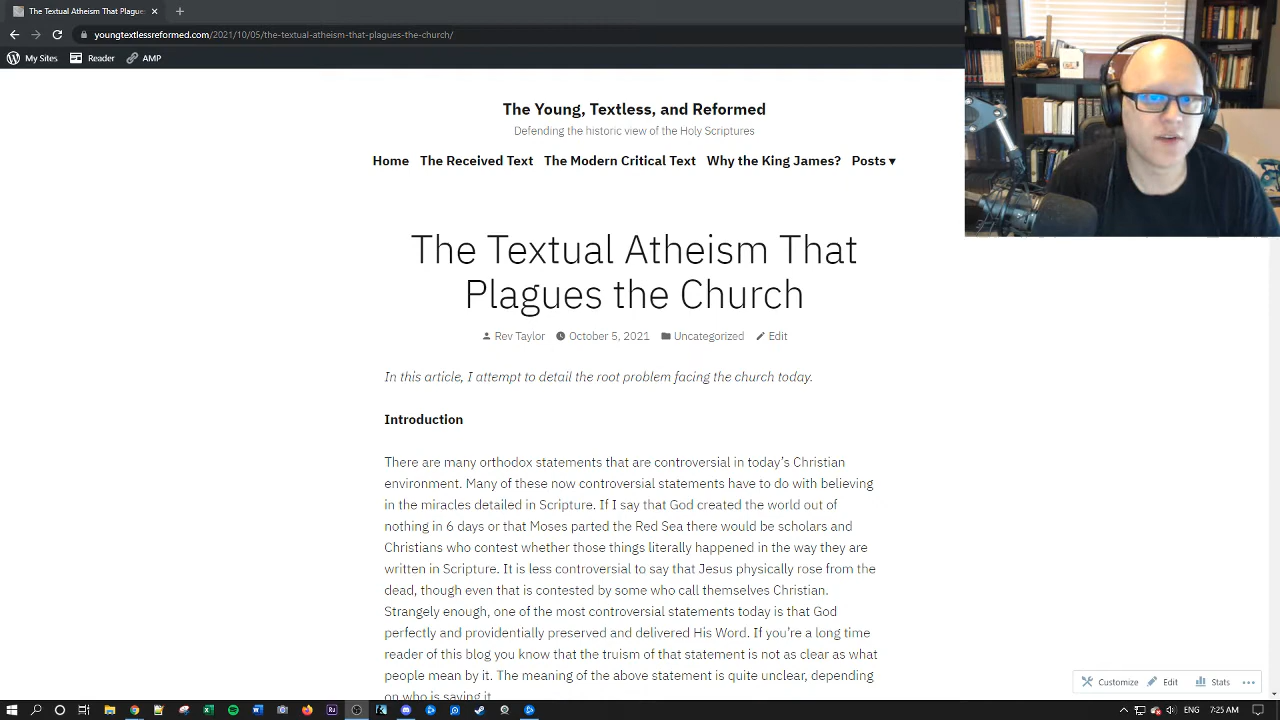 The Textual Atheism That Plague
youngtextlessreformed.com/2021/10/05/
My Sites Reader AMP
The Young, Textless, and Reformed
Defending the historic view of the Holy Scriptures
Home The Received Text The Modern Critical Text Why the King James? Posts
The Textual Atheism That
Plagues the Church
Rev Taylor October 5, 2021 Uncategorized Edit
In this article, I attempt to detail the root problem facing the church today.
Introduction
There are many orthodox statements that are controversial in today's Christian
environment. Many of these now controversial statements have to do with believing
in the miracles detailed in Scripture. If I say that God created the world out of
nothing in 6 days or that Moses parted the Red Sea there would be scholars and
Christians who contest whether those things literally happened in the way they are
written in Scripture. It is less controversial to say that Jesus physically rose from the
dead, though even that is contested by some who call themselves Christian.
Strangely enough, one of the most controversial statements today is that God
perfectly and providentially preserved and delivered His Word. If you're a long time
reader of this blog you know that the truism of that statement is not as clear as what
people mean by it. The meaning of the above statement is quite unclear, depending
Customize Edit Stats
ENG 7:25 AM